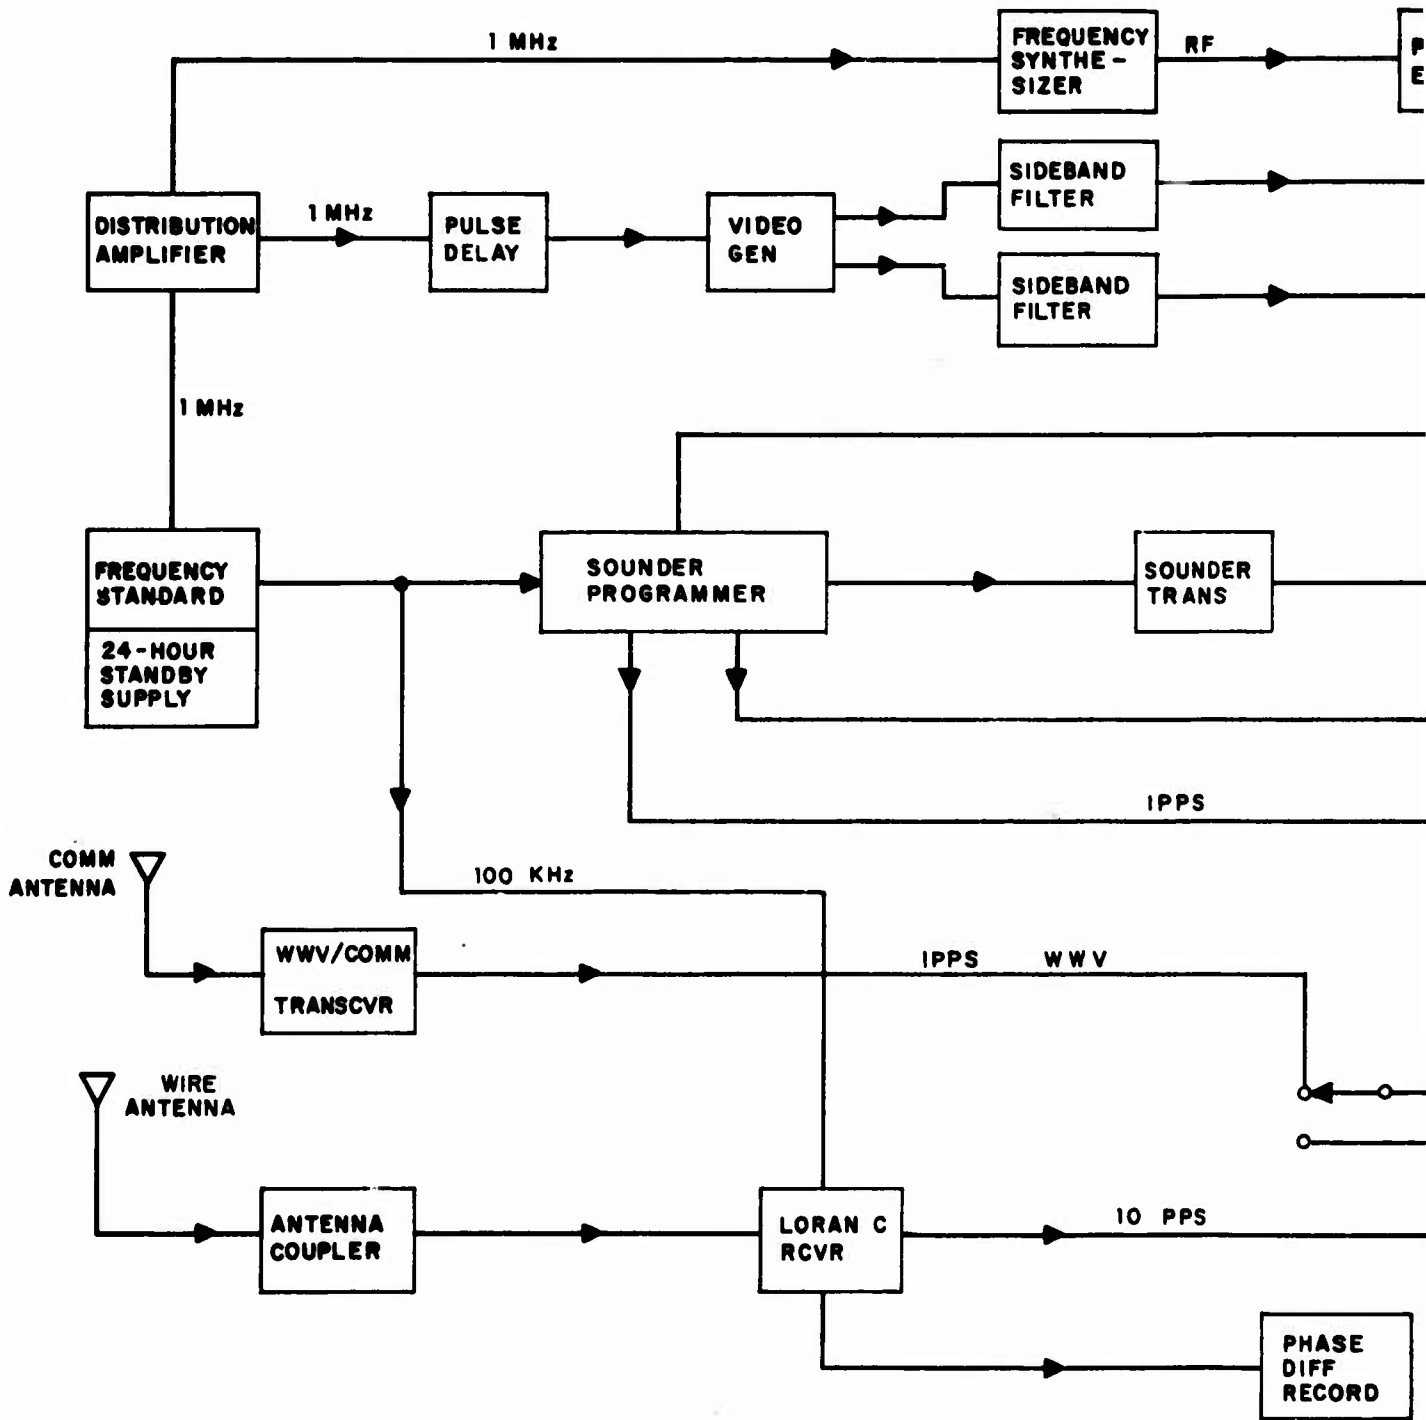 1 MHz
FREQUENCY
SYNTHE-
SIZER
RF
SIDEBAND
FILTER
DISTRIBUTION
AMPLIFIER
1 MHz
PULSE
DELAY
VIDEO
GEN
SIDEBAND
FILTER
1 MHz
FREQUENCY
STANDARD
24-HOUR
STANDBY
SUPPLY
SOUNDER
PROGRAMMER
SOUNDER
TRANS
1PPS
COMM
ANTENNA
100 KHz
WWV/COMM
TRANSCVR
1PPS WWV
WIRE
ANTENNA
ANTENNA
COUPLER
LORAN C
RCVR
10 PPS
PHASE
DIFF
RECORD